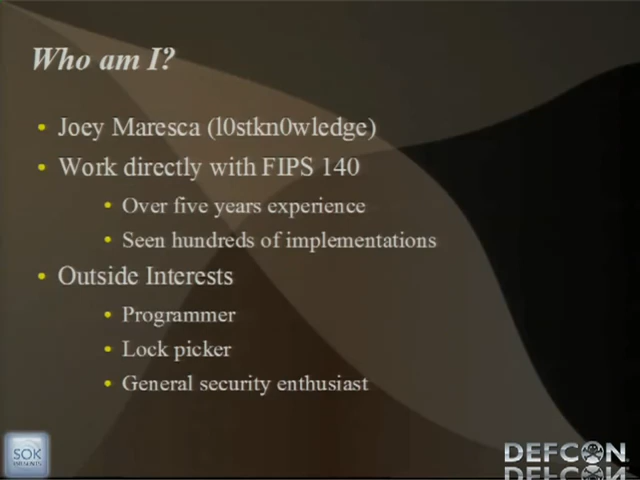 Who am I?
Joey Maresca (l0stkn0wledge)
Work directly with FIPS 140
Over five years experience
Seen hundreds of implementations
Outside Interests
Programmer
Lock picker
General security enthusiast
SOK
DEFCON